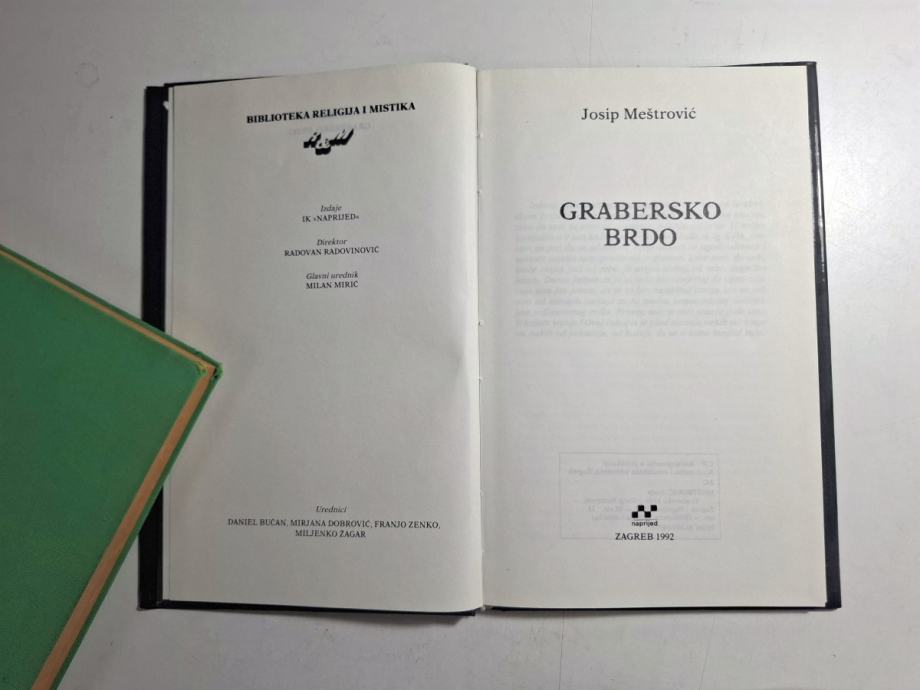 BIBLIOTEKA RELIGIJA I MISTIKA
R&M
Izdaje
IK »NAPRIJED«
Direktor
RADOVAN RADOVINOVIĆ
Glavni urednik
MILAN MIRIĆ
Urednici
DANIEL BUČAN, MIRJANA DOBROVIĆ, FRANJO ZENKO,
MILJENKO ŽAGAR
Josip Meštrović
GRABERSKO
BRDO
naprijed
ZAGREB 1992